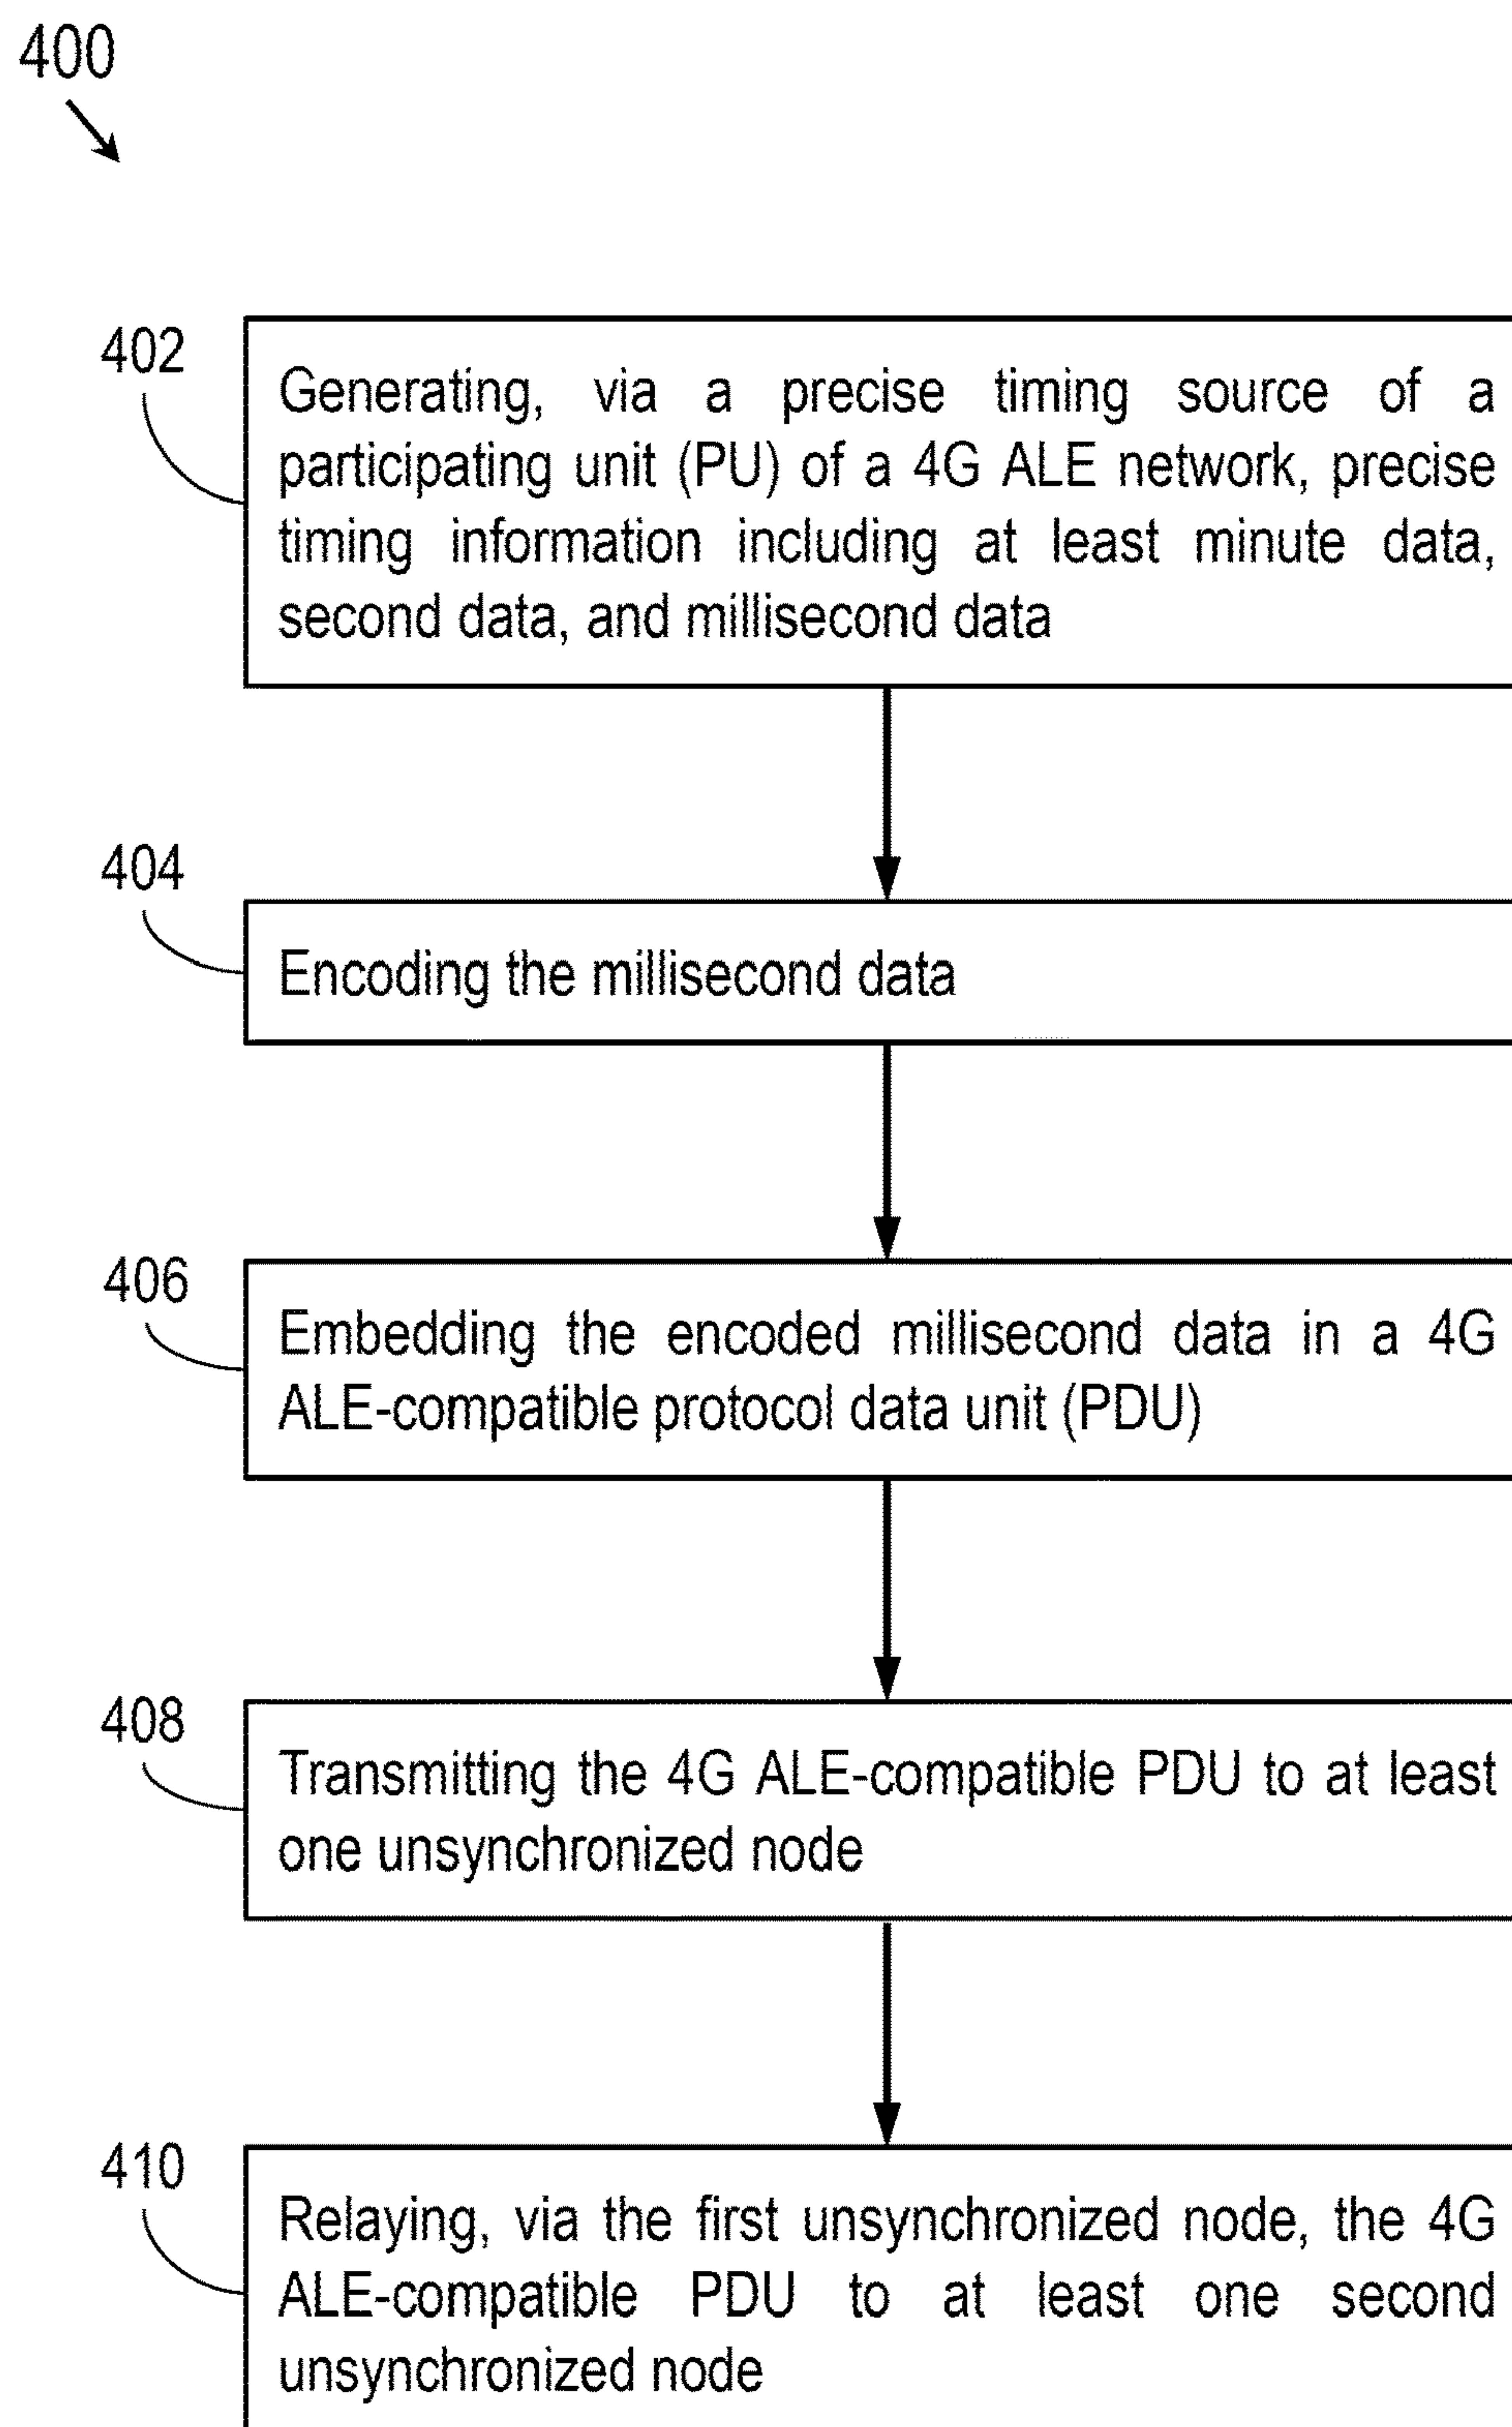 400
402
Generating, via a precise timing source of a
participating unit (PU) of a 4G ALE network, precise
timing information including at least minute data,
second data, and millisecond data
404
Encoding the millisecond data
406
Embedding the encoded millisecond data in a 4G
ALE-compatible protocol data unit (PDU)
408
Transmitting the 4G ALE-compatible PDU to at least
one unsynchronized node
410
Relaying, via the first unsynchronized node, the 4G
ALE-compatible PDU to at least one second
unsynchronized node